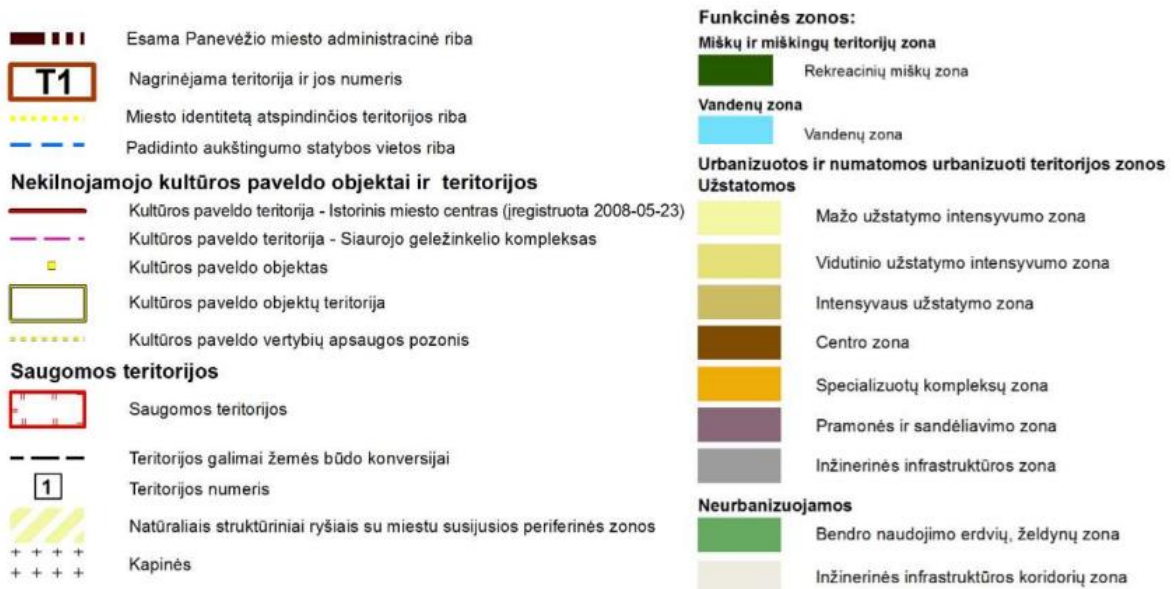 Esama Panevėžio miesto administracinė riba
T1 Nagrinėjama teritorija ir jos numeris
Miesto identitetą atspindinčios teritorijos riba
Padidinto aukštingumo statybos vietos riba
Nekilnojamojo kultūros paveldo objektai ir teritorijos
Kultūros paveldo teritorija - Istorinis miesto centras (įregistruota 2008-05-23)
Kultūros paveldo teritorija - Siaurojo geležinkelio kompleksas
Kultūros paveldo objektas
Kultūros paveldo objektų teritorija
Kultūros paveldo vertybių apsaugos pozonis
Saugomos teritorijos
Saugomos teritorijos
Teritorijos galimai žemės būdo konversijai
1 Teritorijos numeris
Natūraliais struktūriniai ryšiais su miestu susijusios periferinės zonos
Kapinės
Funkcinės zonos:
Miškų ir miškingų teritorijų zona
Rekreacinių miškų zona
Vandenų zona
Vandenų zona
Urbanizuotos ir numatomos urbanizuoti teritorijos zonos
Užstatomos
Mažo užstatymo intensyvumo zona
Vidutinio užstatymo intensyvumo zona
Intensyvaus užstatymo zona
Centro zona
Specializuotų kompleksų zona
Pramonės ir sandėliavimo zona
Inžinerinės infrastruktūros zona
Neurbanizuojamos
Bendro naudojimo erdvių, želdynų zona
Inžinerinės infrastruktūros koridorių zona